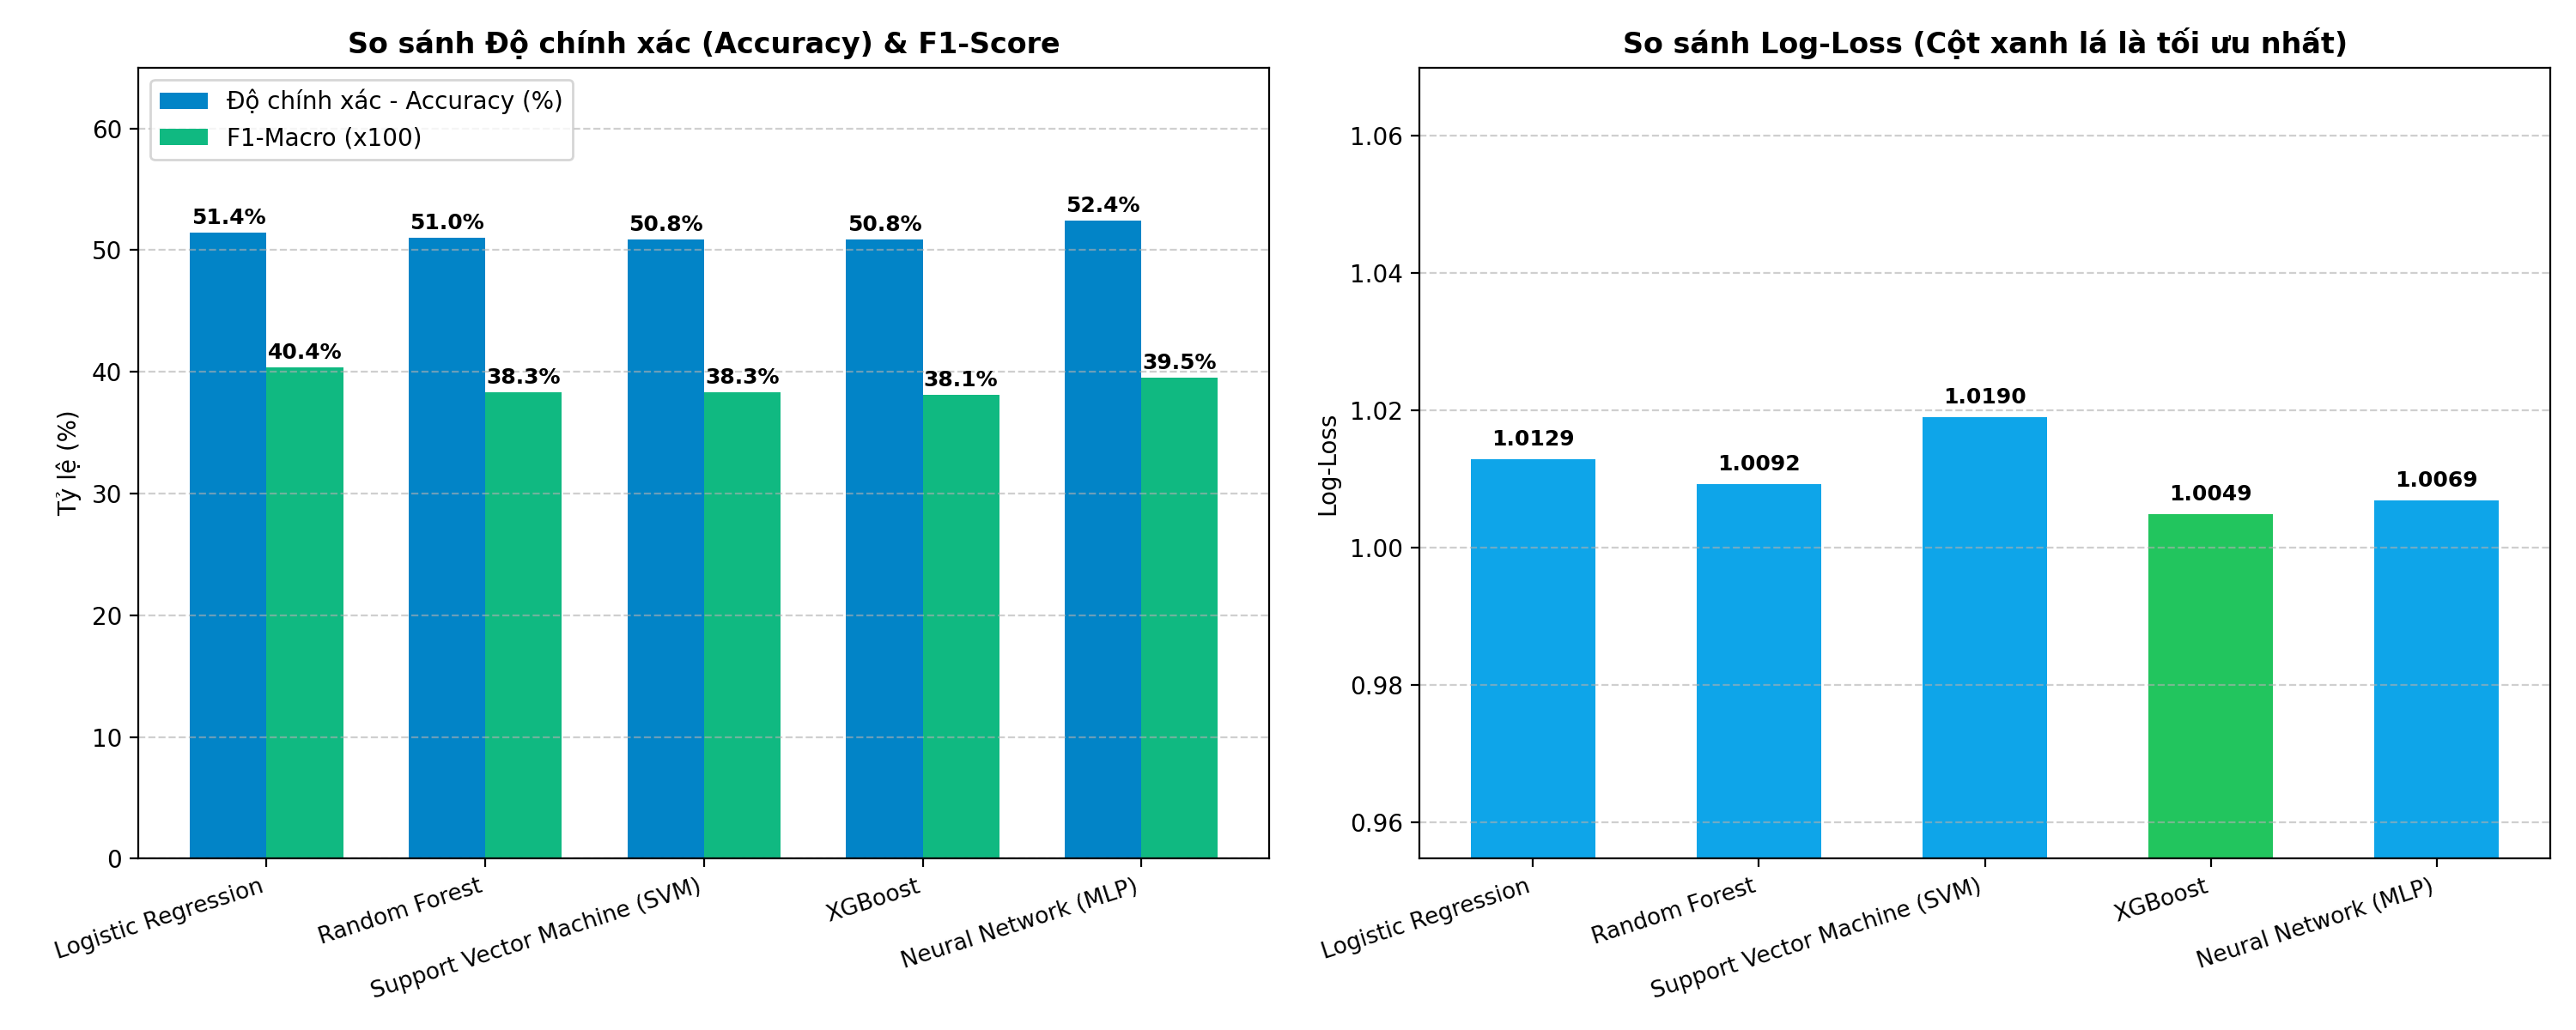 So sánh Độ chính xác (Accuracy) & F1-Score
Độ chính xác - Accuracy (%)
F1-Macro (x100)
Tỷ lệ (%)
60
50
40
30
20
10
0
51.4%
40.4%
51.0%
38.3%
50.8%
38.3%
50.8%
38.1%
52.4%
39.5%
Logistic Regression
Random Forest
Support Vector Machine (SVM)
XGBoost
Neural Network (MLP)
So sánh Log-Loss (Cột xanh lá là tối ưu nhất)
Log-Loss
1.06
1.04
1.02
1.00
0.98
0.96
1.0129
1.0092
1.0190
1.0049
1.0069
Logistic Regression
Random Forest
Support Vector Machine (SVM)
XGBoost
Neural Network (MLP)